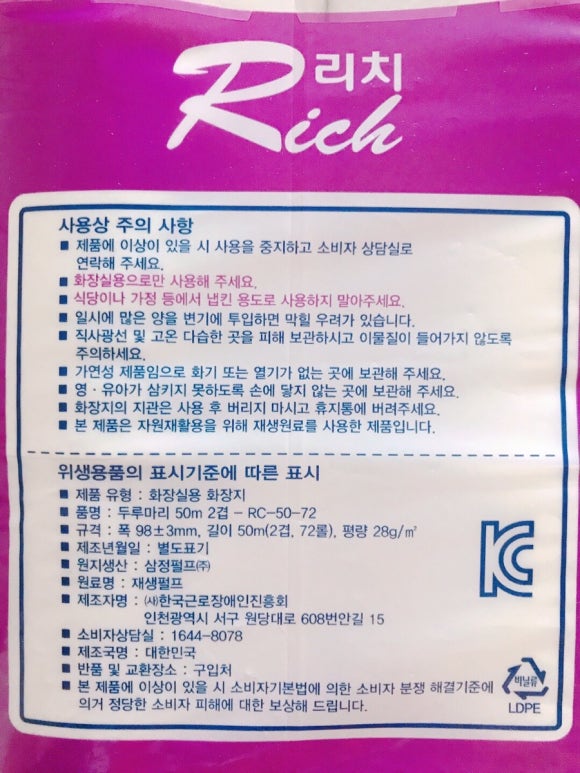 리치
Rich
사용상 주의 사항
■ 제품에 이상이 있을 시 사용을 중지하고 소비자 상담실로
연락해 주세요.
■ 화장실용으로만 사용해 주세요.
■ 식당이나 가정 등에서 냅킨 용도로 사용하지 말아주세요.
■ 일시에 많은 양을 변기에 투입하면 막힐 우려가 있습니다.
■ 직사광선 및 고온 다습한 곳을 피해 보관하시고 이물질이 들어가지 않도록
주의하세요.
■ 가연성 제품임으로 화기 또는 열기가 없는 곳에 보관해 주세요.
■ 영·유아가 삼키지 못하도록 손에 닿지 않는 곳에 보관해 주세요.
■ 화장지의 지관은 사용 후 버리지 마시고 휴지통에 버려주세요.
■ 본 제품은 자원재활용을 위해 재생원료를 사용한 제품입니다.
위생용품의 표시기준에 따른 표시
■ 제품 유형 : 화장실용 화장지
■ 품명 : 두루마리 50m 2겹 - RC-50-72
■ 규격 : 폭 98±3mm, 길이 50m(2겹, 72롤), 평량 28g/㎡
■ 제조년월일 : 별도표기
■ 원지생산 : 삼정펄프㈜
■ 원료명 : 재생펄프
■ 제조자명 : ㈔한국근로장애인진흥회
인천광역시 서구 원당대로 608번안길 15
■ 소비자상담실 : 1644-8078
■ 제조국명 : 대한민국
■ 반품 및 교환장소 : 구입처
■ 본 제품에 이상이 있을 시 소비자기본법에 의한 소비자 분쟁 해결기준에
의거 정당한 소비자 피해에 대한 보상해 드립니다.
KC
비닐류
LDPE